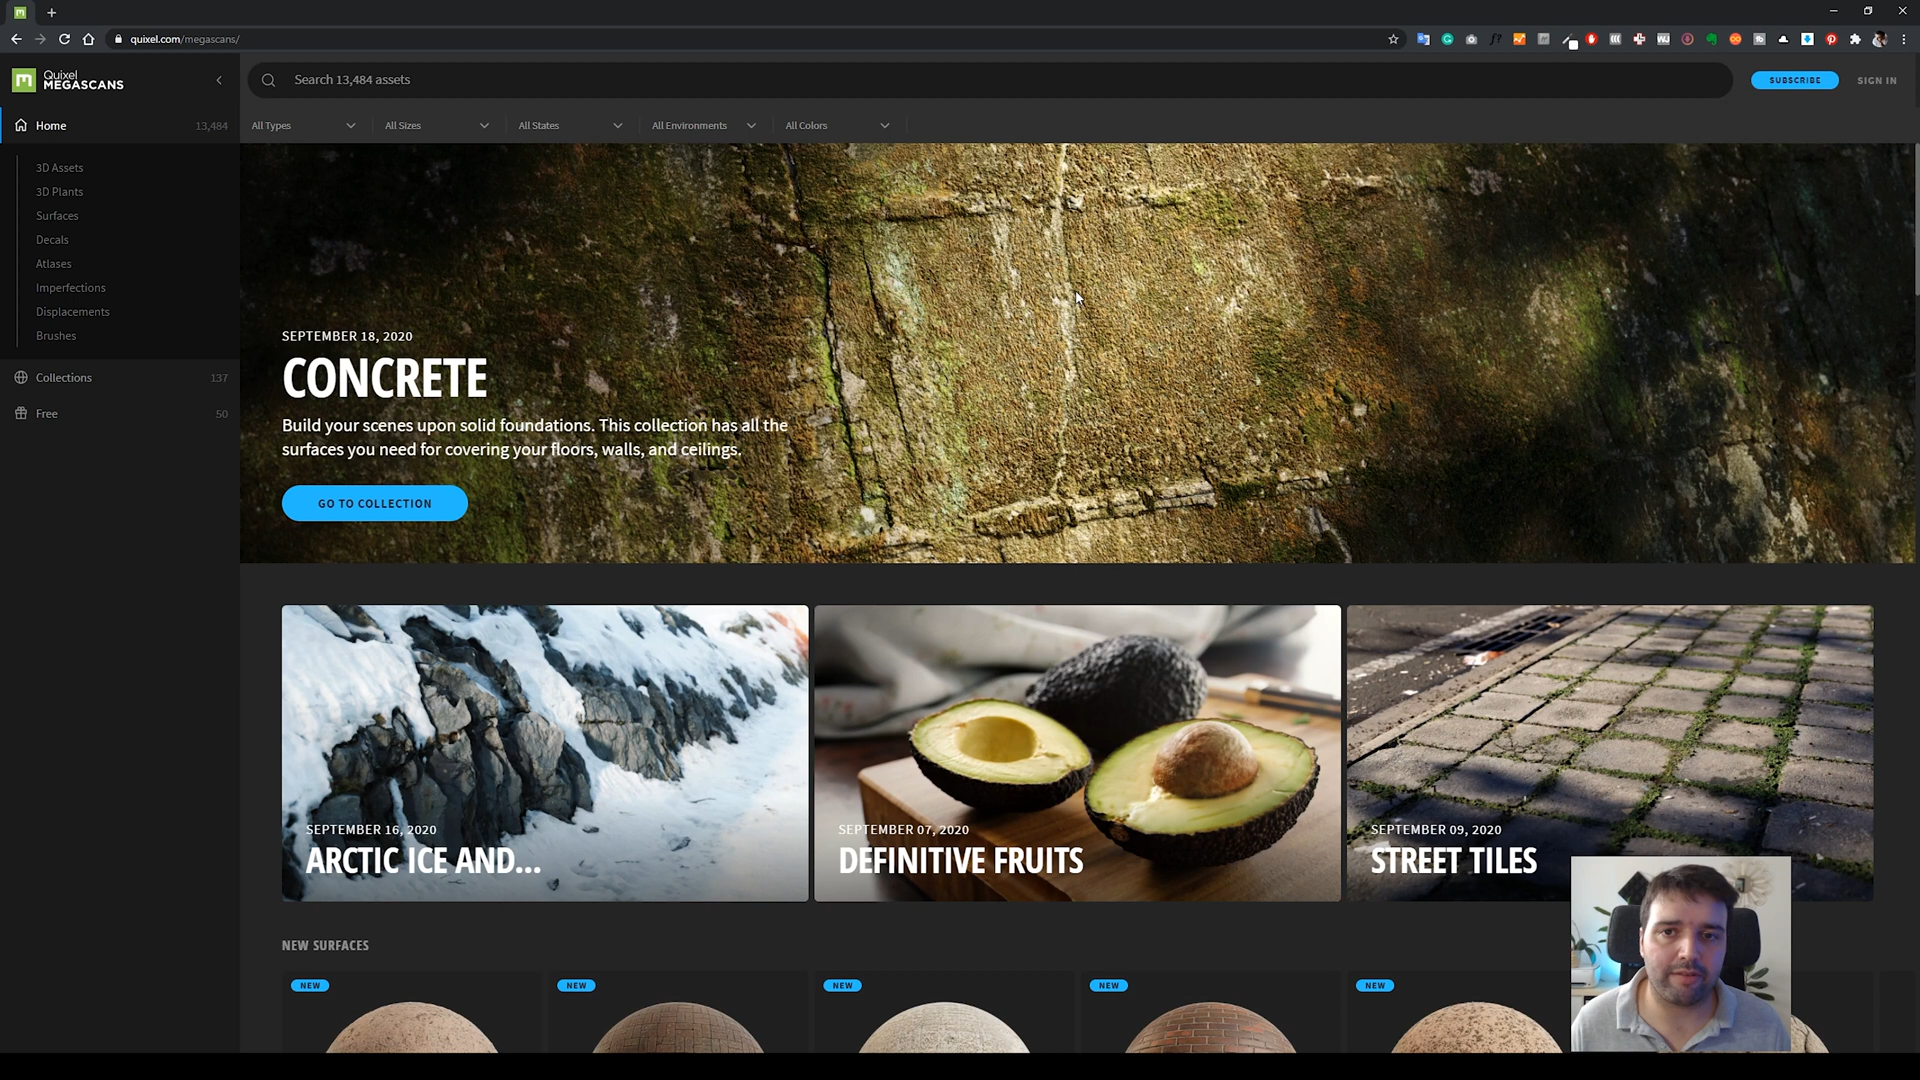 quixel.com/megascans/
Quixel
MEGASCANS
Search 13,484 assets
SUBSCRIBE
SIGN IN
Home 13,484
All Types
All Sizes
All States
All Environments
All Colors
3D Assets
3D Plants
Surfaces
Decals
Atlases
Imperfections
Displacements
Brushes
Collections 137
Free 50
SEPTEMBER 18, 2020
CONCRETE
Build your scenes upon solid foundations. This collection has all the
surfaces you need for covering your floors, walls, and ceilings.
GO TO COLLECTION
SEPTEMBER 16, 2020
ARCTIC ICE AND...
SEPTEMBER 07, 2020
DEFINITIVE FRUITS
SEPTEMBER 09, 2020
STREET TILES
NEW SURFACES
NEW
NEW
NEW
NEW
NEW